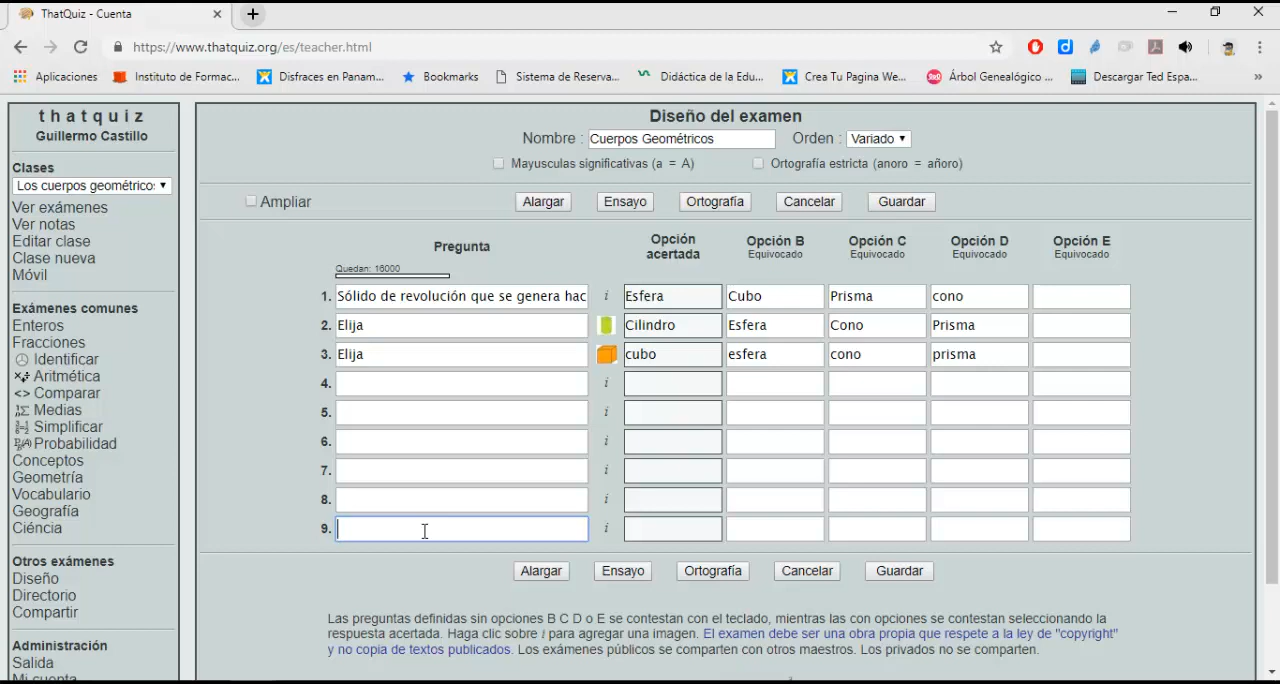 ThatQuiz - Cuenta
https://www.thatquiz.org/es/teacher.html
Aplicaciones Instituto de Formac... Disfraces en Panam... Bookmarks Sistema de Reserva... Didáctica de la Edu... Crea Tu Pagina We... Árbol Genealógico ... Descargar Ted Espa... »
thatquiz
Guillermo Castillo
Clases
Los cuerpos geométrico:
Ver exámenes
Ver notas
Editar clase
Clase nueva
Móvil
Exámenes comunes
Enteros
Fracciones
Identificar
Aritmética
<> Comparar
Medias
Simplificar
Probabilidad
Conceptos
Geometría
Vocabulario
Geografía
Ciéncia
Otros exámenes
Diseño
Directorio
Compartir
Administración
Salida
Mi cuenta
Diseño del examen
Nombre : Cuerpos Geométricos Orden : Variado
Mayusculas significativas (a = A) Ortografía estricta (anoro = añoro)
Ampliar Alargar Ensayo Ortografía Cancelar Guardar
Pregunta Opción acertada Opción B Equivocado Opción C Equivocado Opción D Equivocado Opción E Equivocado
Quedan: 16000
1. Sólido de revolución que se genera hac i Esfera Cubo Prisma cono
2. Elija Cilindro Esfera Cono Prisma
3. Elija cubo esfera cono prisma
4. i
5. i
6. i
7. i
8. i
9. i
Alargar Ensayo Ortografía Cancelar Guardar
Las preguntas definidas sin opciones B C D o E se contestan con el teclado, mientras las con opciones se contestan seleccionando la
respuesta acertada. Haga clic sobre i para agregar una imagen. El examen debe ser una obra propia que respete a la ley de "copyright"
y no copia de textos publicados. Los exámenes públicos se comparten con otros maestros. Los privados no se comparten.